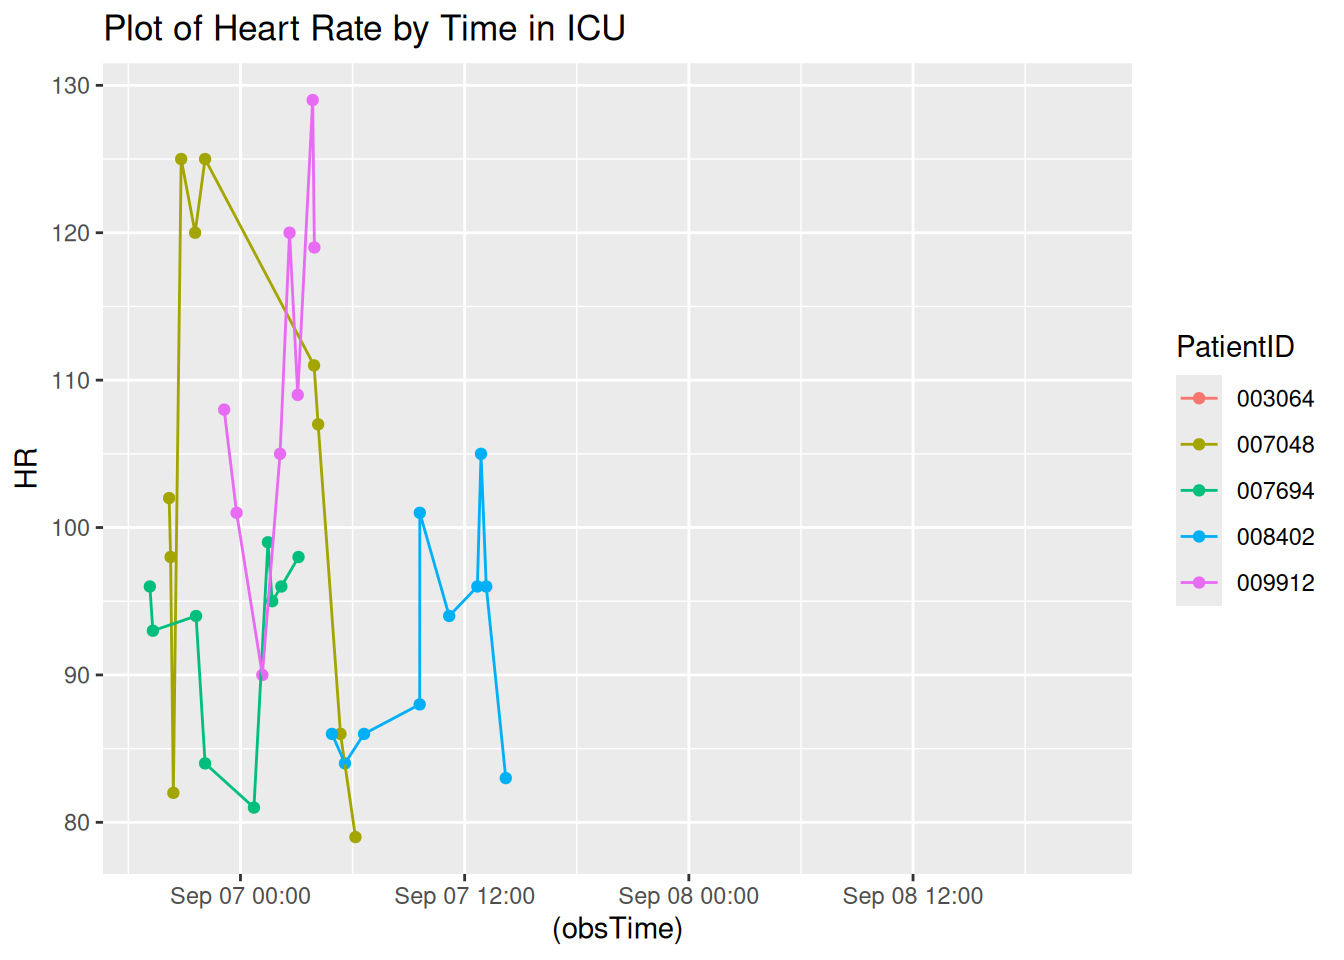 Plot of Heart Rate by Time in ICU
130
120
110
100
90
80
HR
Sep 07 00:00
Sep 07 12:00
Sep 08 00:00
Sep 08 12:00
(obsTime)
PatientID
003064
007048
007694
008402
009912